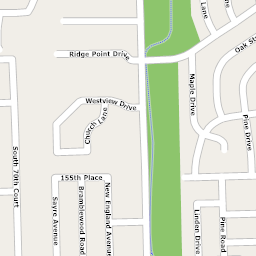 Lane
Oak St
Ridge Point Drive
Maple Drive
Westview Drive
Church Lane
Pine Drive
South 70th Court
155th Place
Sayre Avenue
Bramblewood Road
New England Avenue
Linden Drive
Pine Road